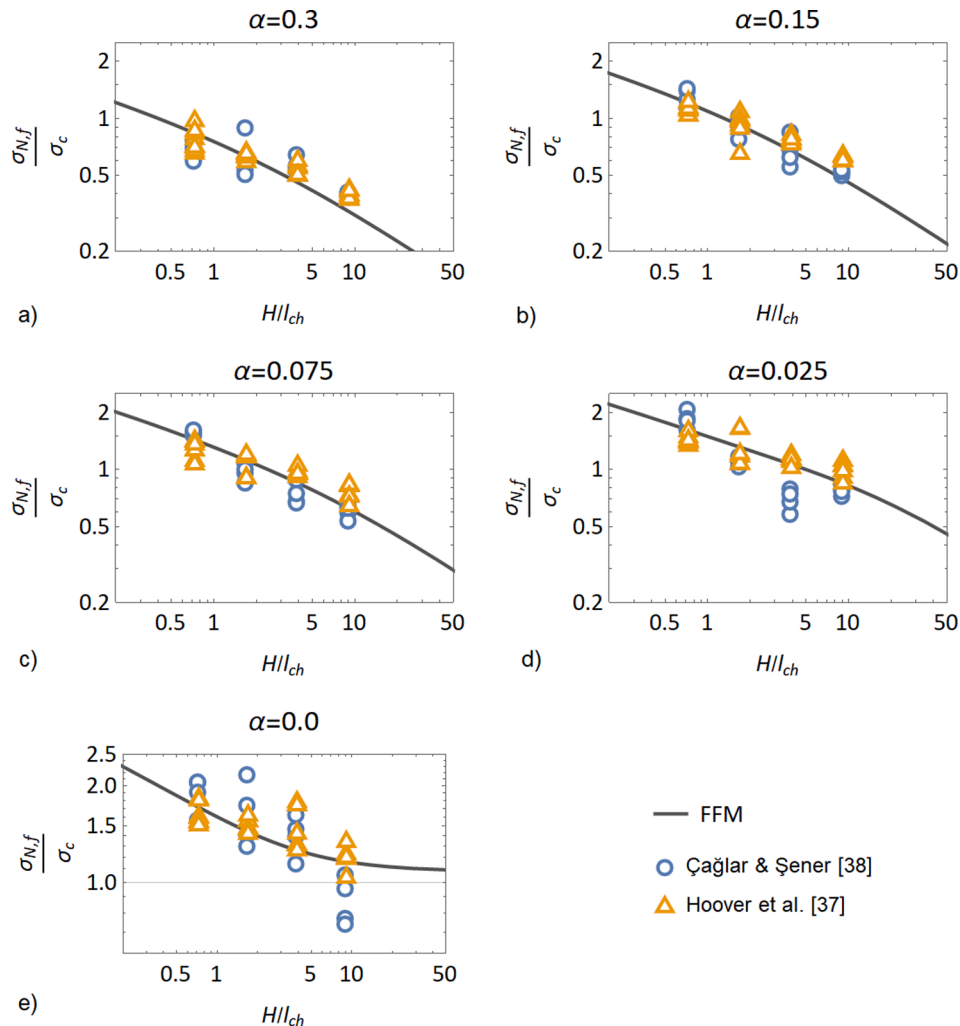 α=0.3
2
1
0.5
0.2
σN,f
σc
0.5 1 5 10 50
H/lch
a)
α=0.15
2
1
0.5
0.2
σN,f
σc
0.5 1 5 10 50
H/lch
b)
α=0.075
2
1
0.5
0.2
σN,f
σc
0.5 1 5 10 50
H/lch
c)
α=0.025
2
1
0.5
0.2
σN,f
σc
0.5 1 5 10 50
H/lch
d)
α=0.0
2.5
2.0
1.5
1.0
σN,f
σc
0.5 1 5 10 50
H/lch
e)
FFM
Çağlar & Şener [38]
Hoover et al. [37]